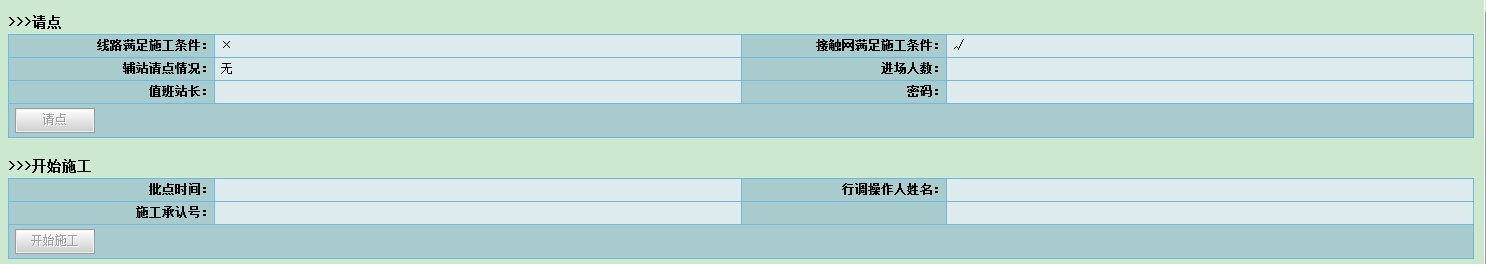 >>>请点
线路满足施工条件: × 接触网满足施工条件: √
辅站请点情况: 无 进场人数:
值班站长: 密码:
请点
>>>开始施工
批点时间: 行调操作人姓名:
施工承认号:
开始施工